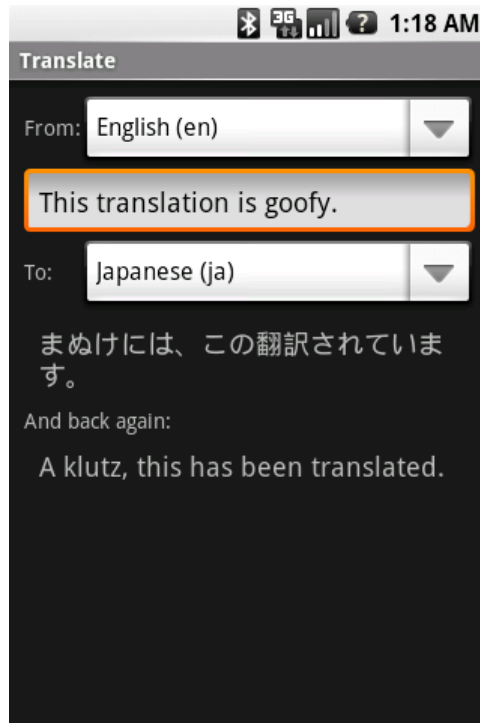 3G
? 1:18 AM
Translate
From: English (en)
This translation is goofy.
To: Japanese (ja)
まぬけには、この翻訳されていま
す。
And back again:
A klutz, this has been translated.